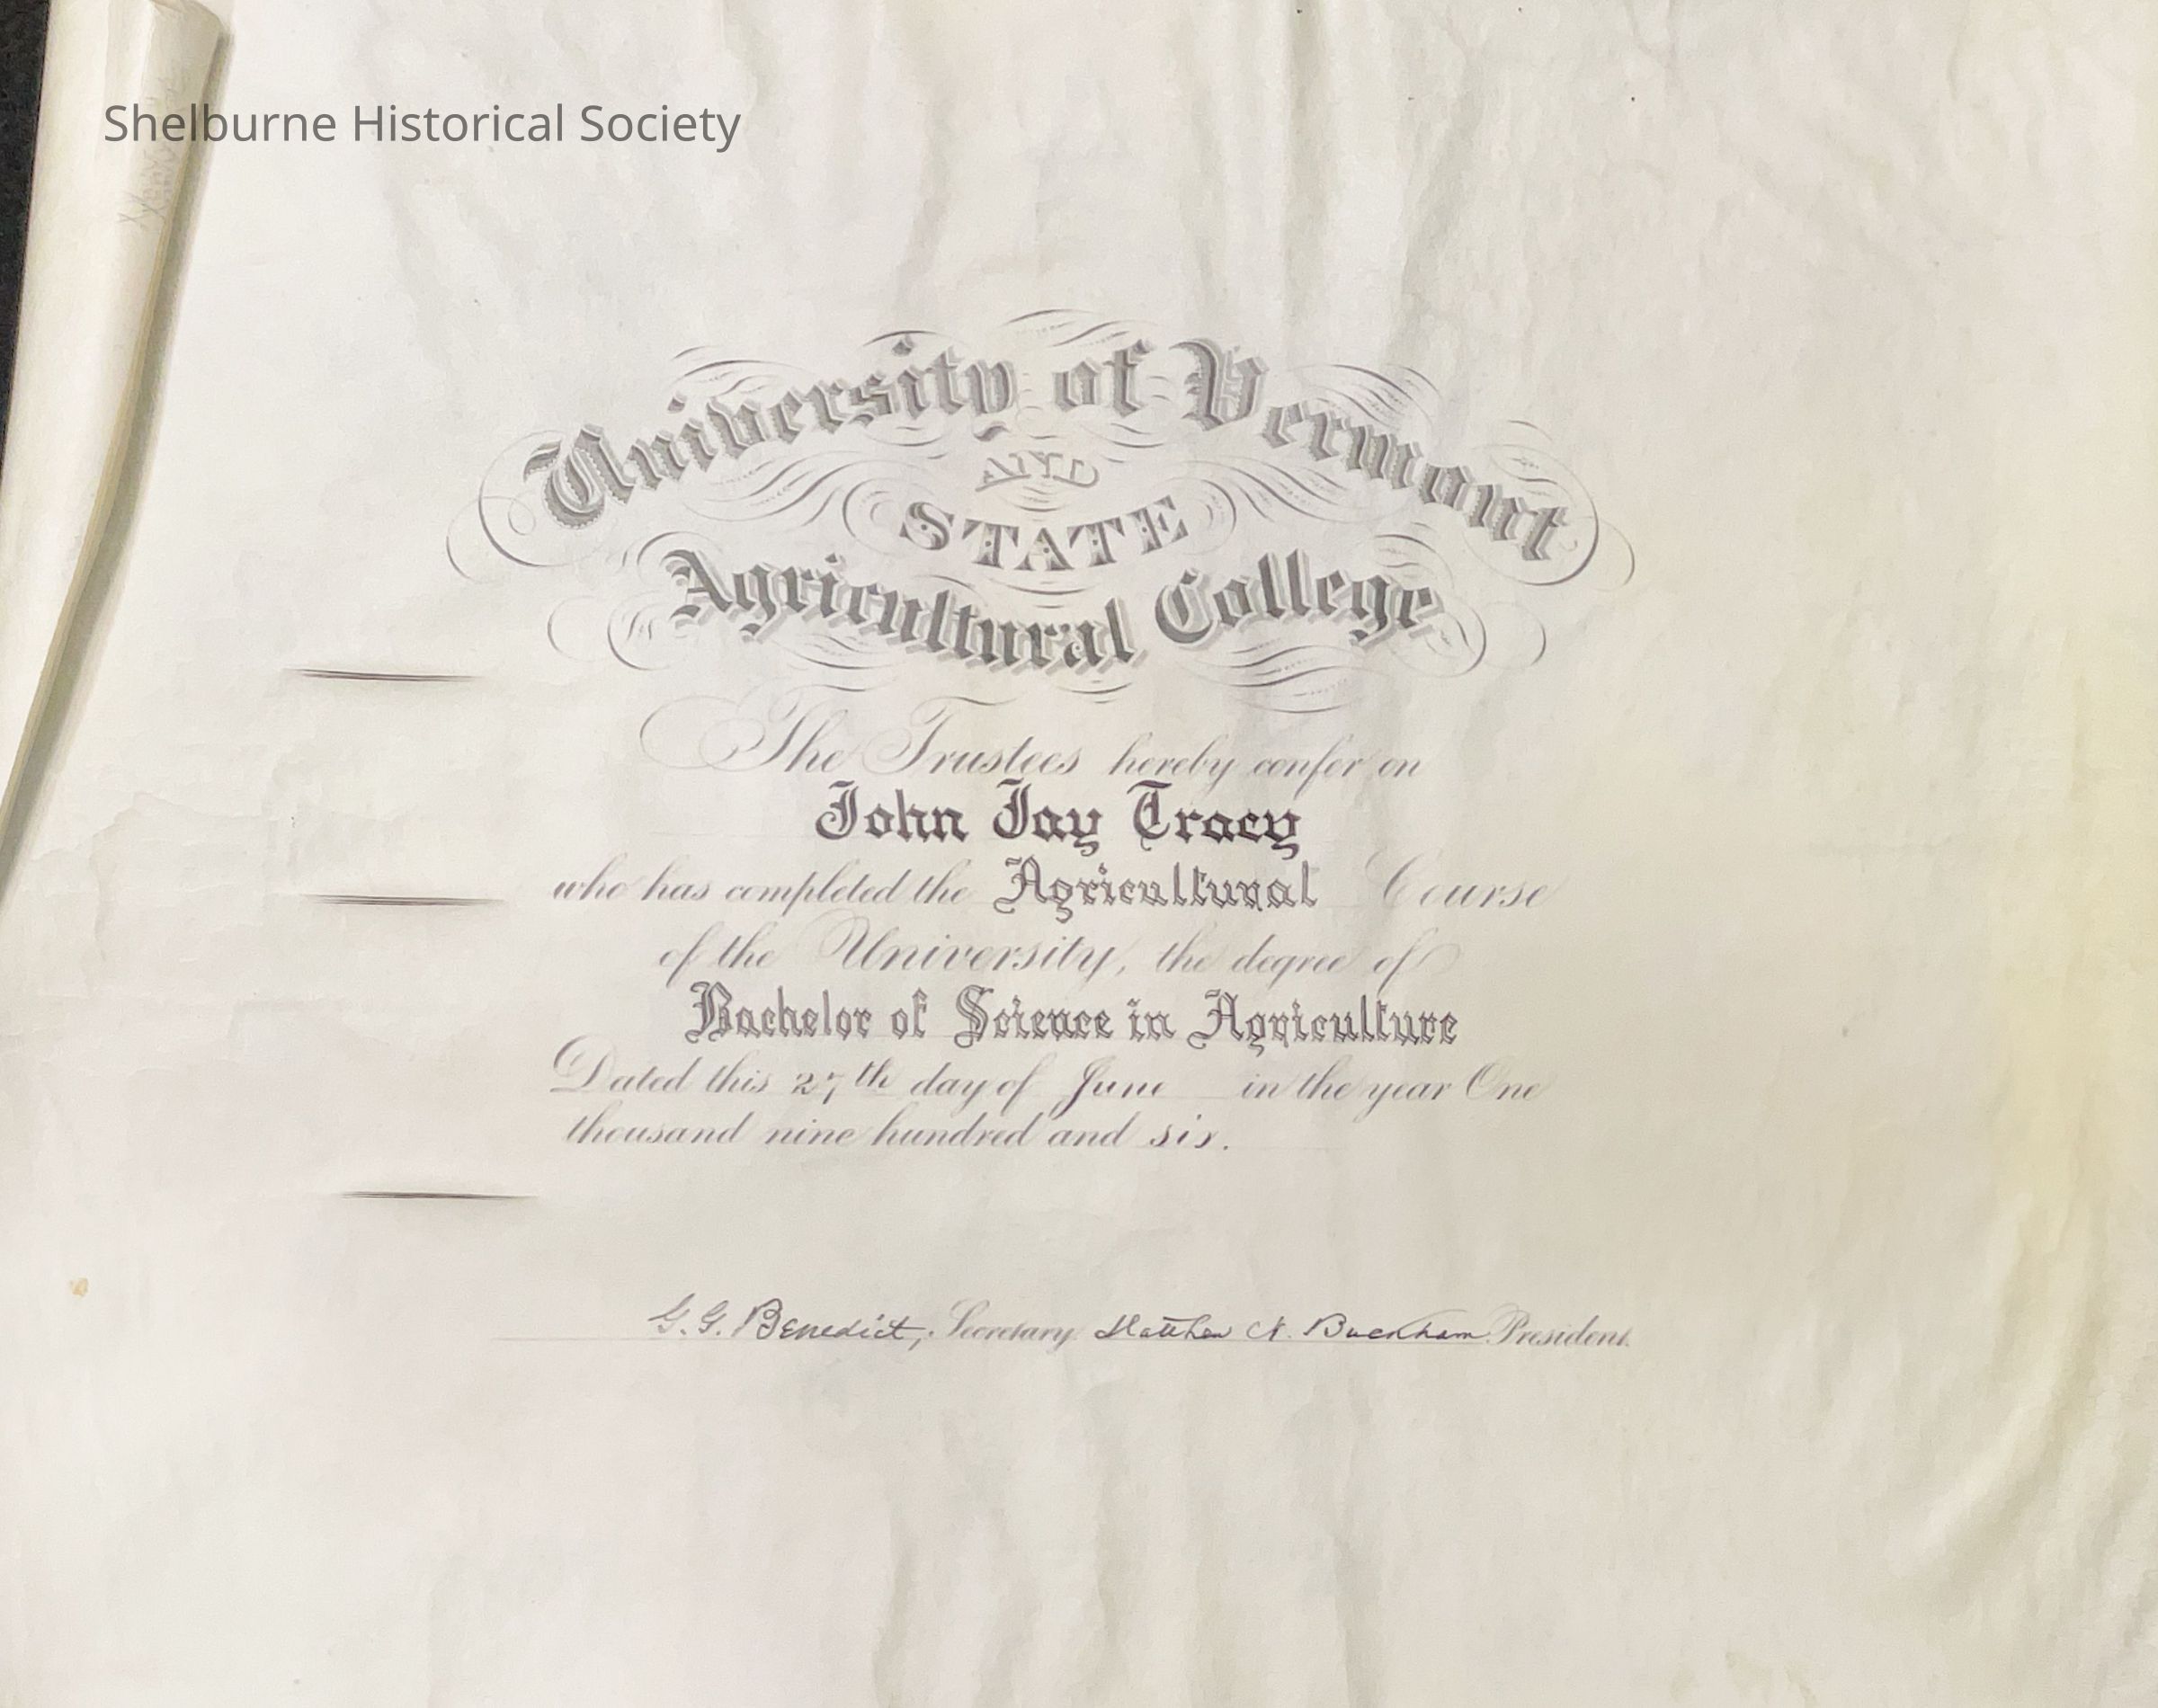 Shelburne Historical Society
University of Vermont
AND
STATE
Agricultural College
The Trustees hereby confer on
John Jay Tracy
who has completed the Agricultural Course
of the University, the degree of
Bachelor of Science in Agriculture
Dated this 27th day of June in the year One
thousand nine hundred and six.
G. G. Benedict, Secretary. Matthew H. Buckham President.